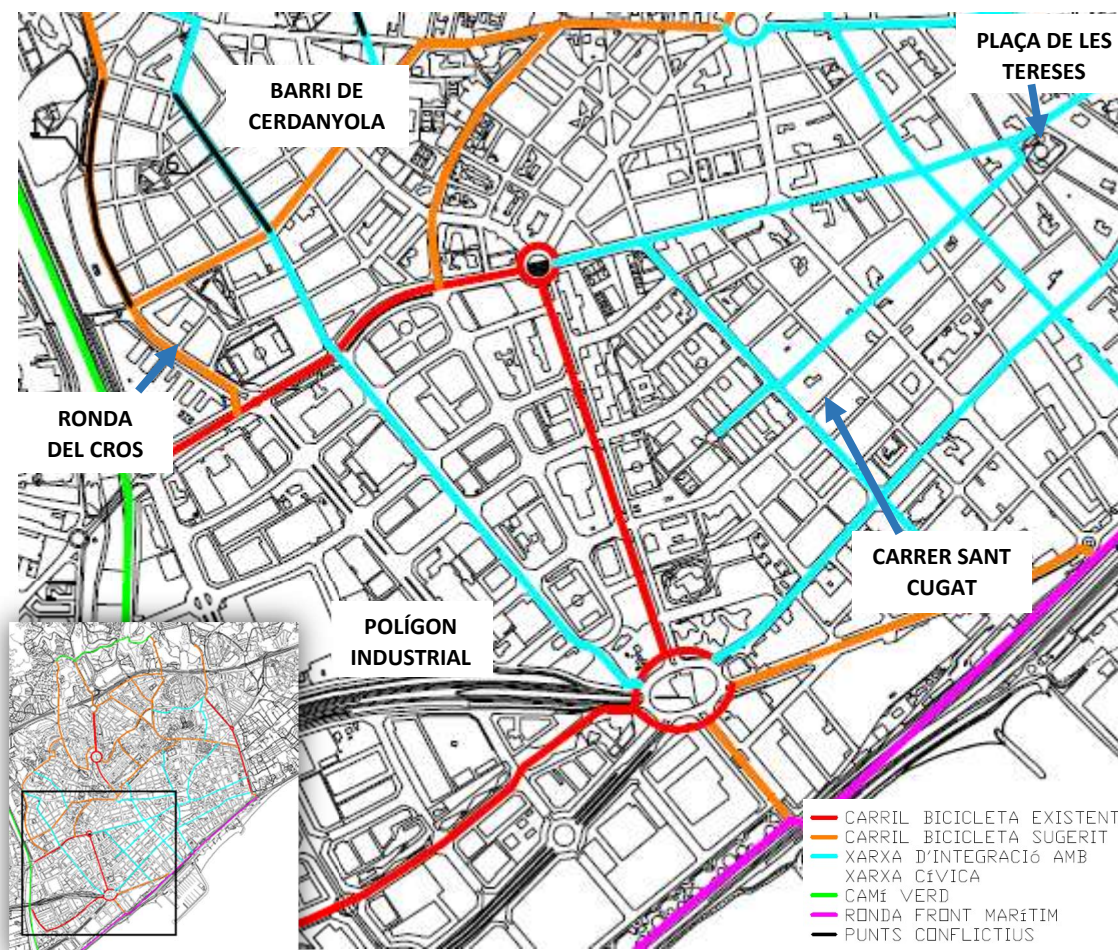 PLAÇA DE LES
TERESES
BARRI DE
CERDANYOLA
RONDA
DEL CROS
CARRER SANT
CUGAT
POLÍGON
INDUSTRIAL
CARRIL BICICLETA EXISTENT
CARRIL BICICLETA SUGERIT
XARXA D'INTEGRACIó AMB
XARXA CíVICA
CAMí VERD
RONDA FRONT MARíTIM
PUNTS CONFLICTIUS